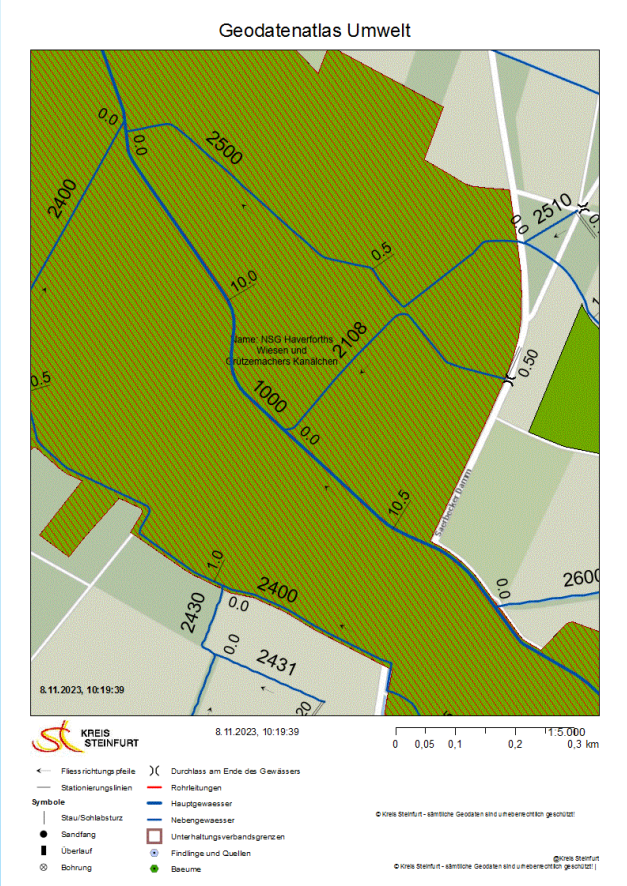 Geodatenatlas Umwelt
0.0
0.0
2500
2400
2510
0.0
0.5
10.0
Name: NSG Haverforths
Wiesen und
Grützemachers Kanälchen
2108
0.50
0.5
1000
0.0
10.5
Saerbecker Damm
1.0
2400
0.0
2600
0.0
2430
0.0
2431
20
8.11.2023, 10:19:39
KREIS
STEINFURT
8.11.2023, 10:19:39
1:5.000
0 0,05 0,1 0,2 0,3 km
Fliessrichtungspfeile
Stationierungslinien
Symbole
Stau/Sohlabsturz
Sandfang
Überlauf
Bohrung
Durchlass am Ende des Gewässers
Rohrleitungen
Hauptgewaesser
Nebengewaesser
Unterhaltungsverbandsgrenzen
Findlinge und Quellen
Baeume
© Kreis Steinfurt - sämtliche Geodaten sind urheberrechtlich geschützt!
@Kreis Steinfurt
© Kreis Steinfurt - sämtliche Geodaten sind urheberrechtlich geschützt! |